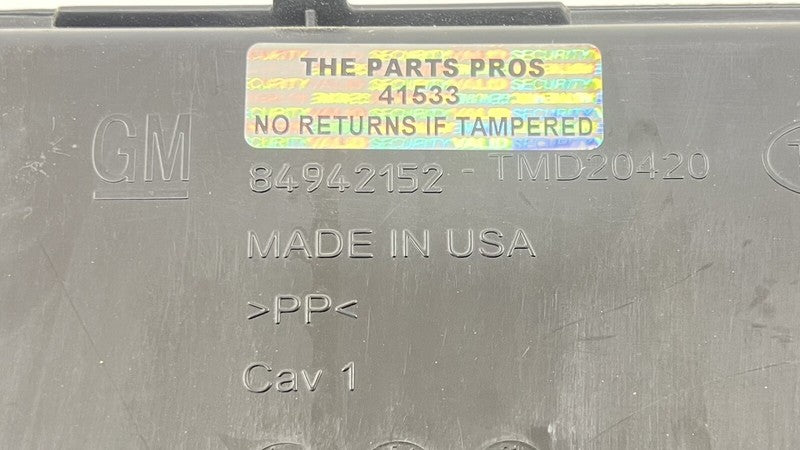 THE PARTS PROS
41533
NO RETURNS IF TAMPERED
GM
84942152 - TMD20420
MADE IN USA
>PP<
Cav 1